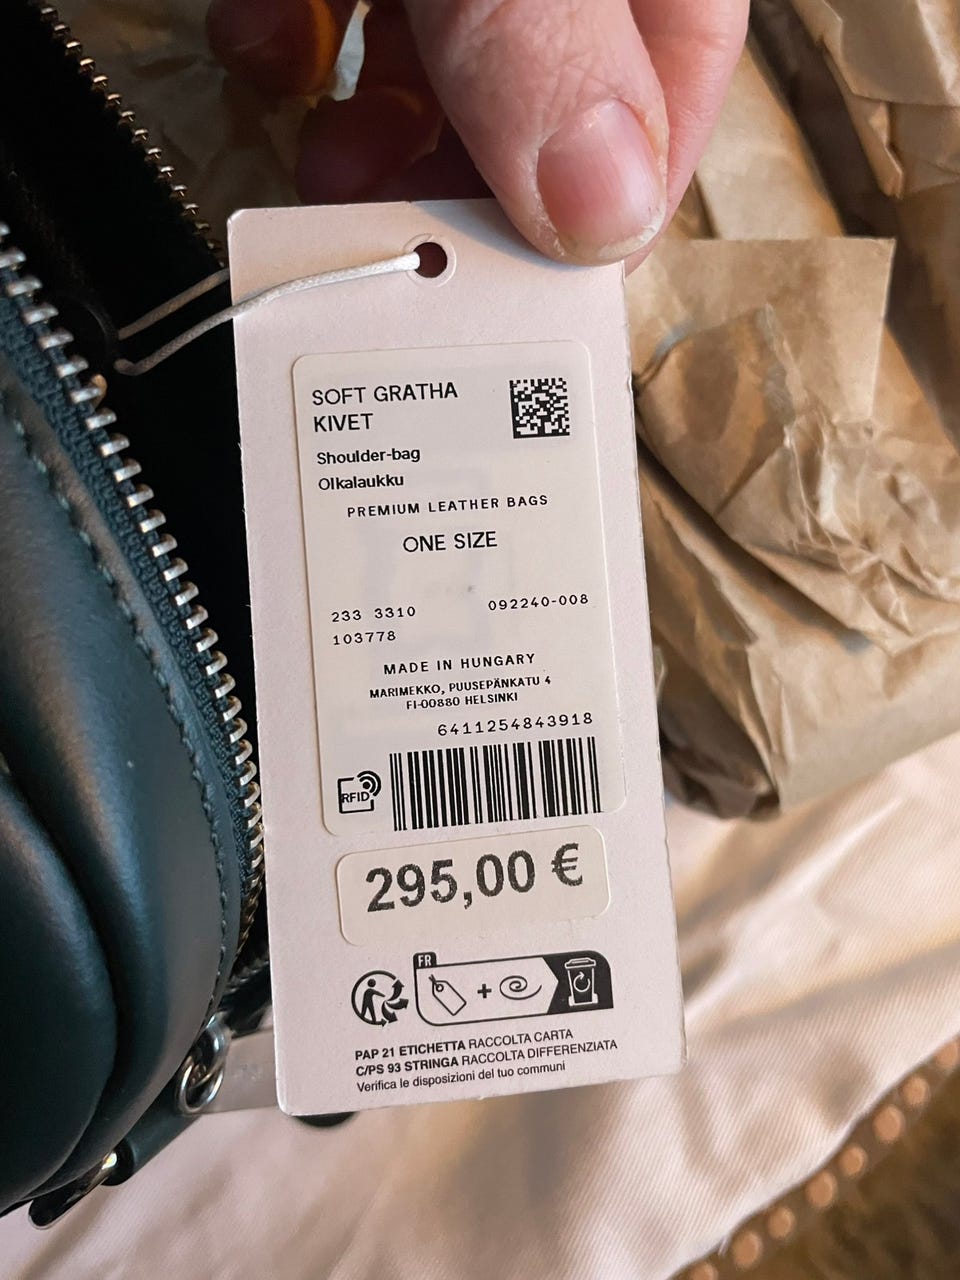 SOFT GRATHA
KIVET
Shoulder-bag
Olkalaukku
PREMIUM LEATHER BAGS
ONE SIZE
233 3310 092240-008
103778
MADE IN HUNGARY
MARIMEKKO, PUUSEPÄNKATU 4
FI-00880 HELSINKI
6411254843918
RFID
295,00 €
FR
+
PAP 21 ETICHETTA RACCOLTA CARTA
C/PS 93 STRINGA RACCOLTA DIFFERENZIATA
Verifica le disposizioni del tuo communi